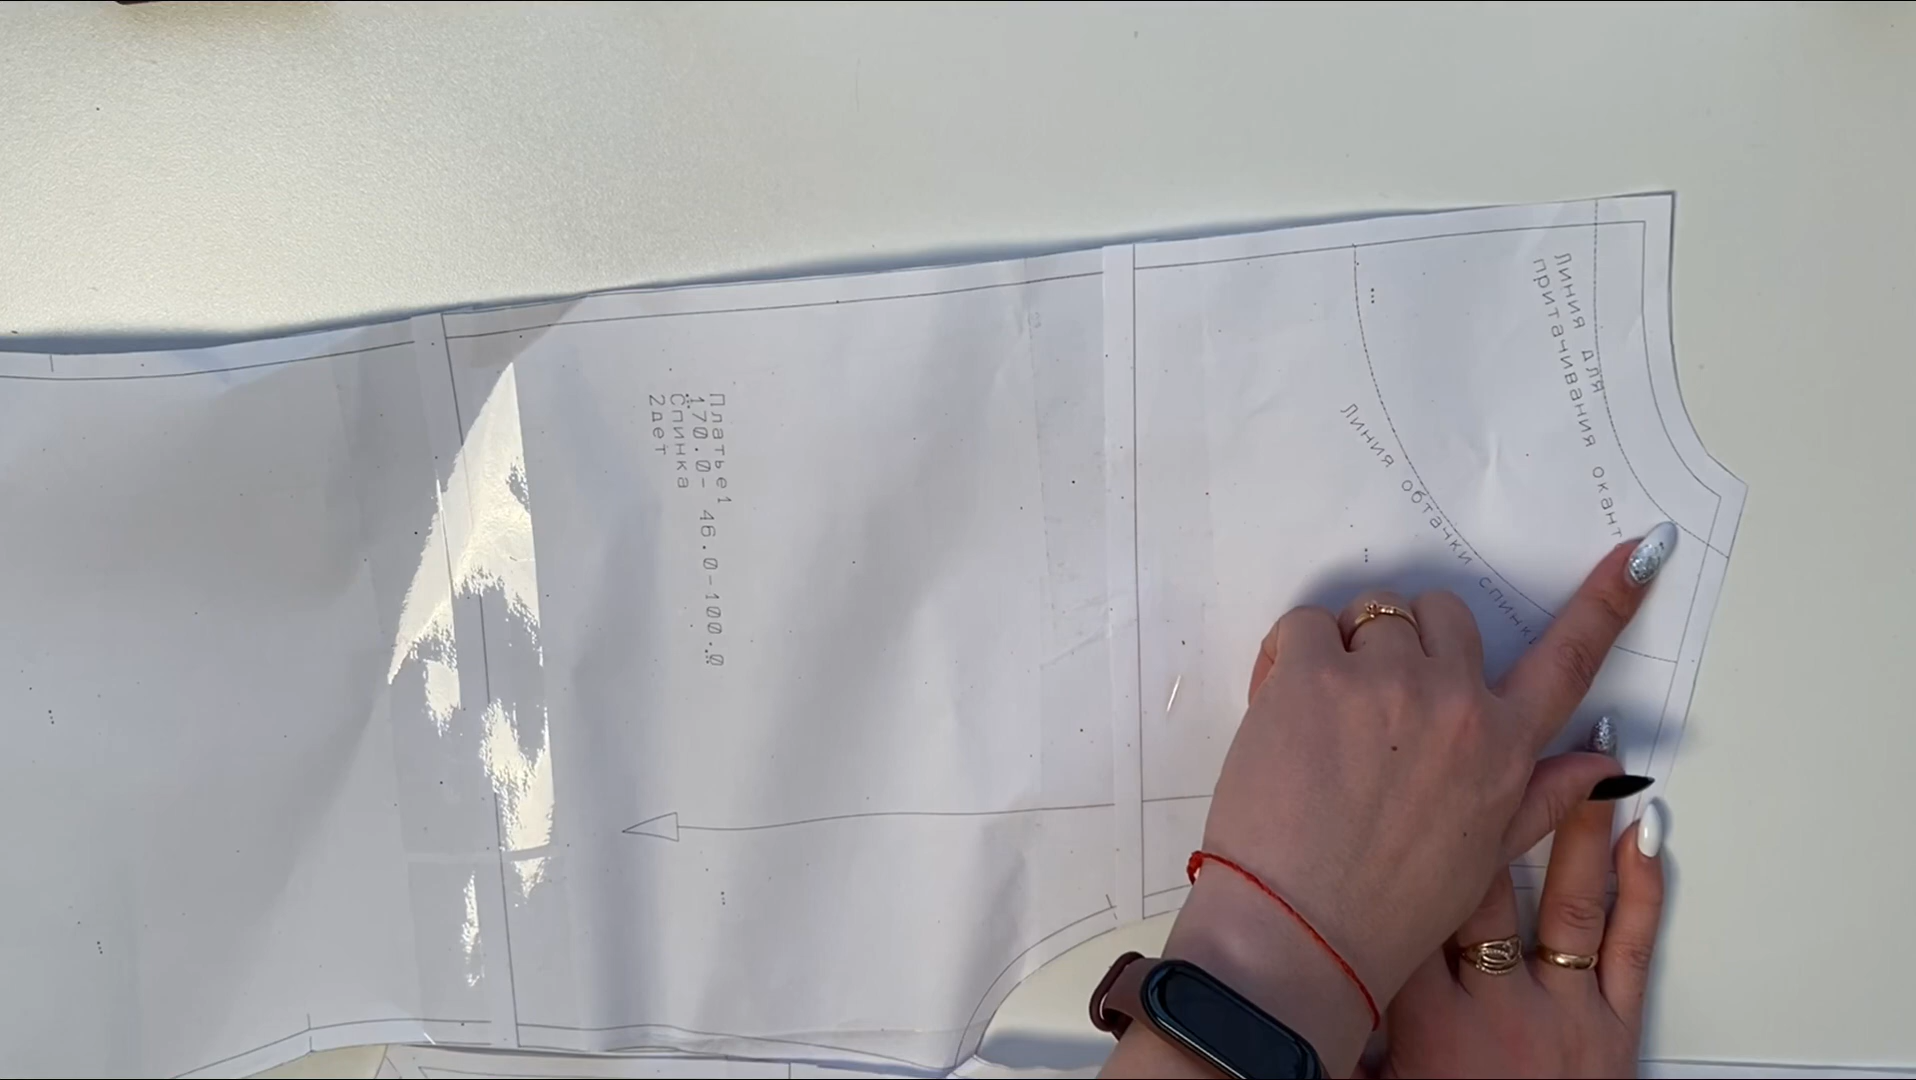 Линия для
притачивания окант
Линия обтачки спинки
Платье1
170.0- 46.0-100.0
Спинка
2дет